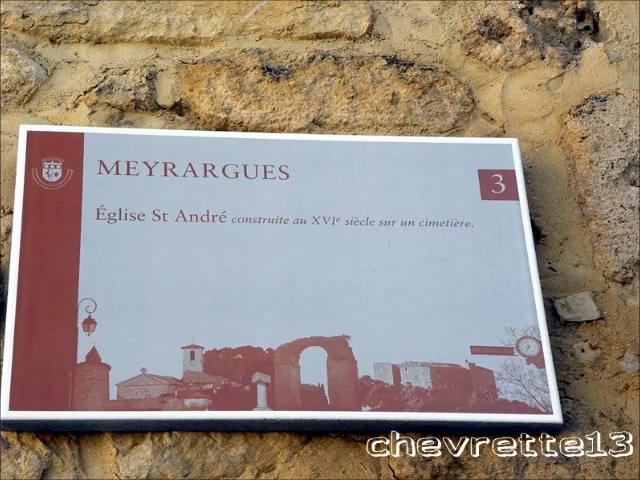 MEYRARGUES
3
Église St André construite au XVIe siècle sur un cimetière.
chevrette13